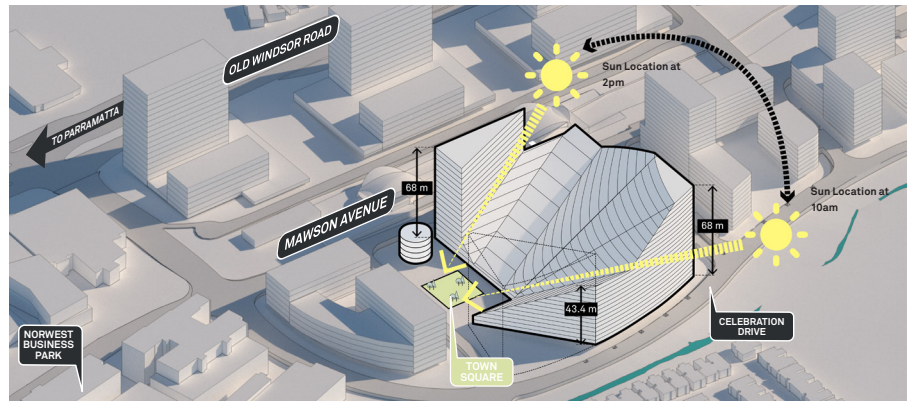 OLD WINDSOR ROAD
TO PARRAMATTA
Sun Location at
2pm
68 m
MAWSON AVENUE
Sun Location at
10am
68 m
43.4 m
CELEBRATION
DRIVE
NORWEST
BUSINESS
PARK
TOWN
SQUARE